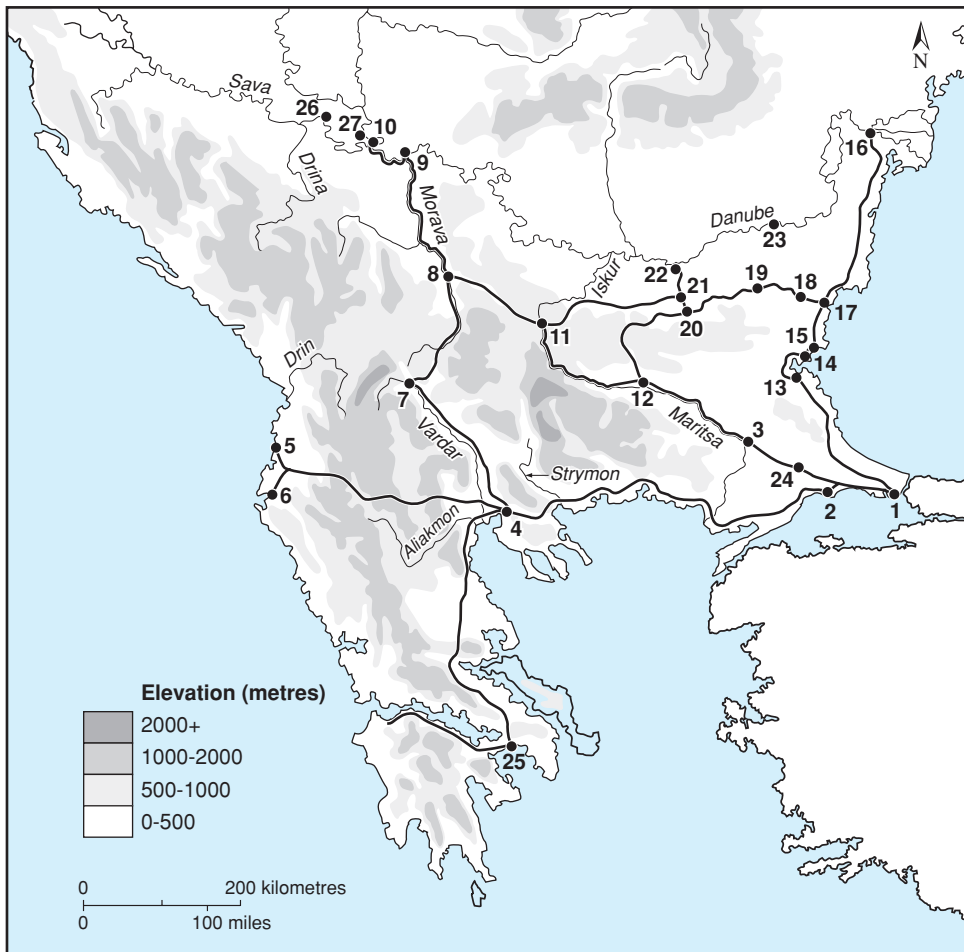 N
Sava
26
27
10
9
16
Drina
Morava
Danube
23
8
22
Iskur
21
19
18
17
20
11
15
14
13
Drin
7
12
Vardar
Maritsa
3
5
24
Strymon
6
4
2
1
Aliakmon
25
Elevation (metres)
2000+
1000-2000
500-1000
0-500
0 200 kilometres
0 100 miles